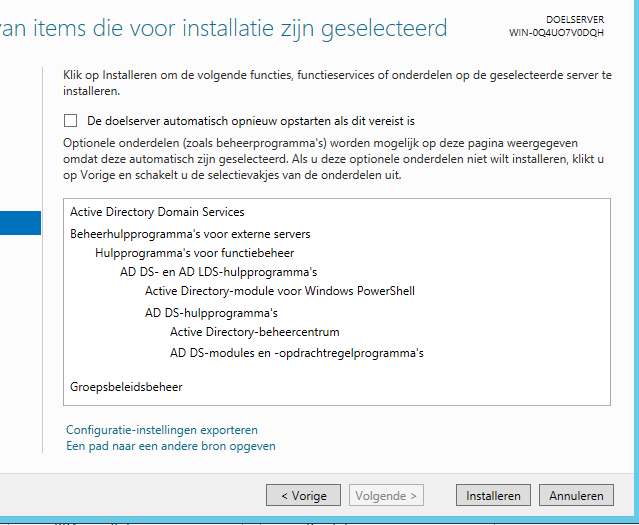 van items die voor installatie zijn geselecteerd
DOELSERVER
WIN-0Q4UO7V0DQH
Klik op Installeren om de volgende functies, functieservices of onderdelen op de geselecteerde server te
installeren.
De doelserver automatisch opnieuw opstarten als dit vereist is
Optionele onderdelen (zoals beheerprogramma's) worden mogelijk op deze pagina weergegeven
omdat deze automatisch zijn geselecteerd. Als u deze optionele onderdelen niet wilt installeren, klikt u
op Vorige en schakelt u de selectievakjes van de onderdelen uit.
Active Directory Domain Services
Beheerhulpprogramma's voor externe servers
Hulpprogramma's voor functiebeheer
AD DS- en AD LDS-hulpprogramma's
Active Directory-module voor Windows PowerShell
AD DS-hulpprogramma's
Active Directory-beheercentrum
AD DS-modules en -opdrachtregelprogramma's
Groepsbeleidsbeheer
Configuratie-instellingen exporteren
Een pad naar een andere bron opgeven
< Vorige
Volgende >
Installeren
Annuleren